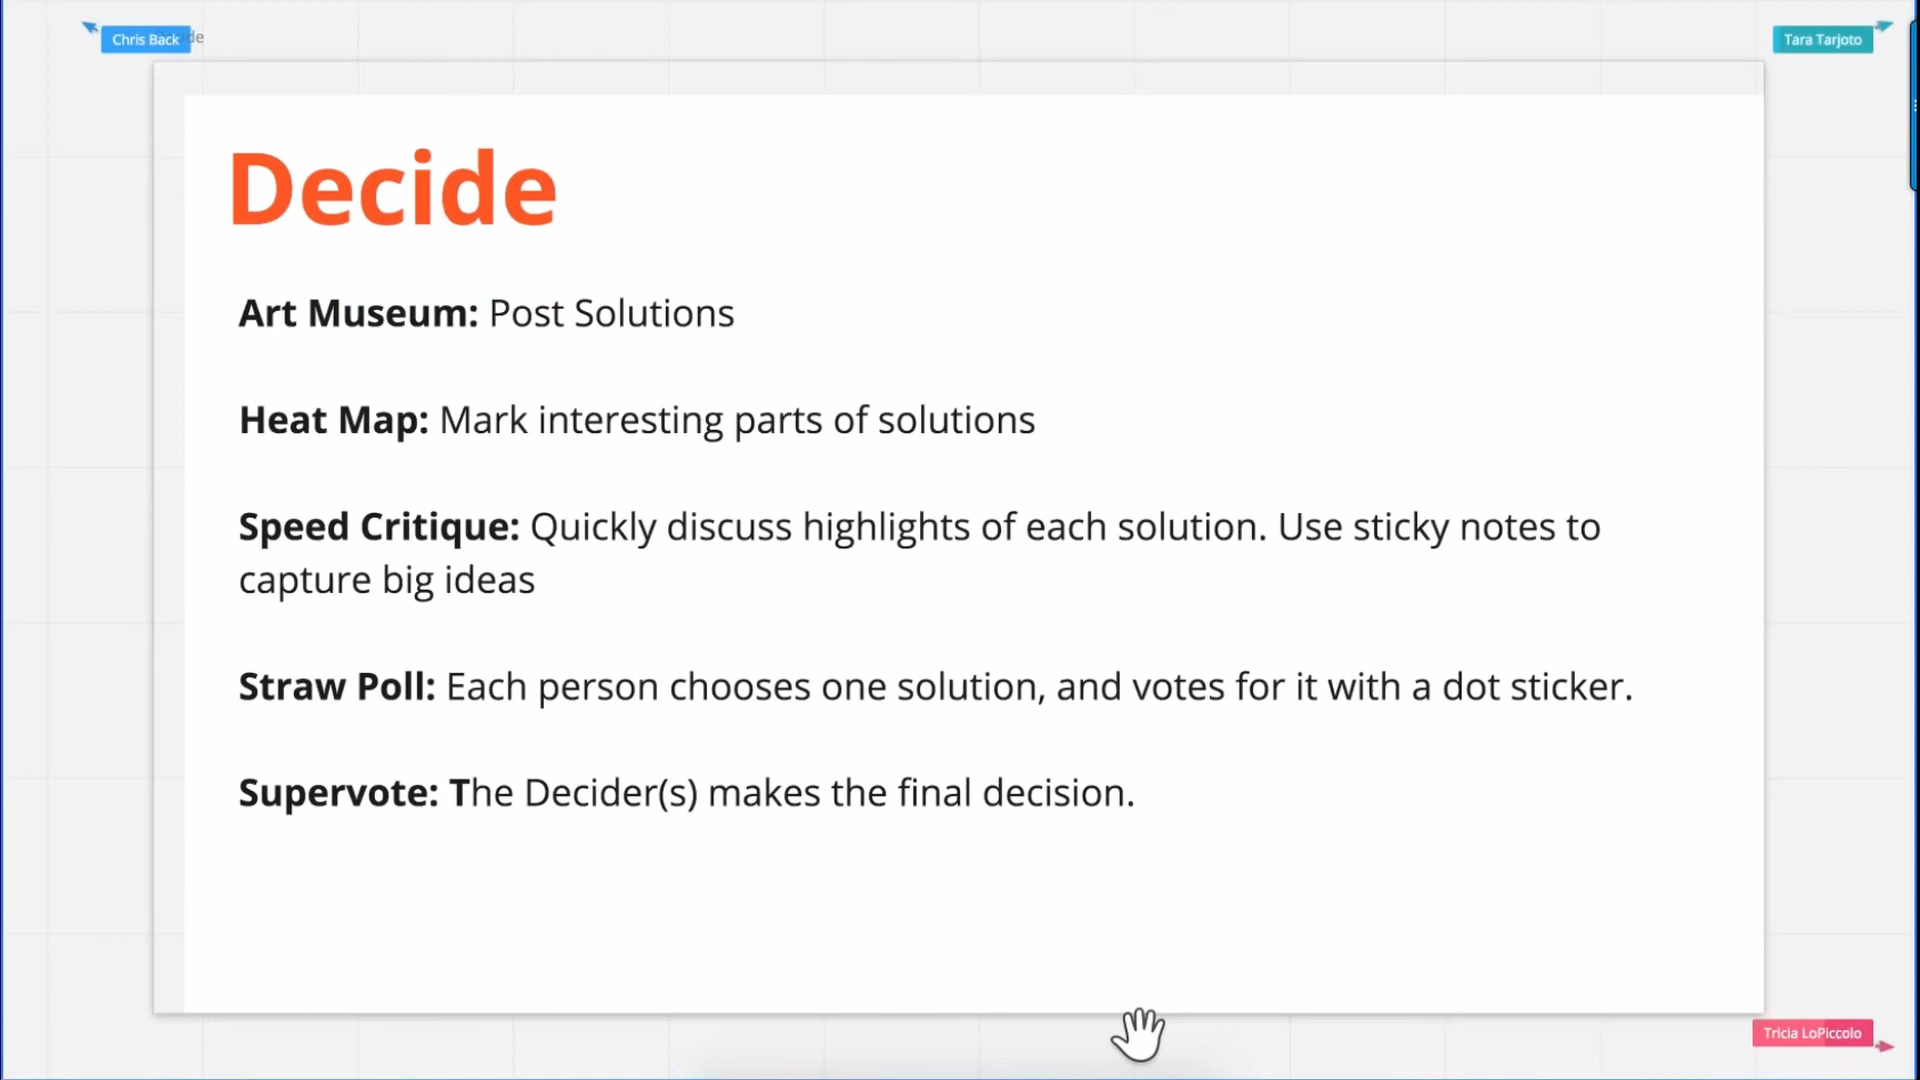 Chris Back
de
Tara Tarjoto
Decide
Art Museum: Post Solutions
Heat Map: Mark interesting parts of solutions
Speed Critique: Quickly discuss highlights of each solution. Use sticky notes to
capture big ideas
Straw Poll: Each person chooses one solution, and votes for it with a dot sticker.
Supervote: The Decider(s) makes the final decision.
Tricia LoPiccolo